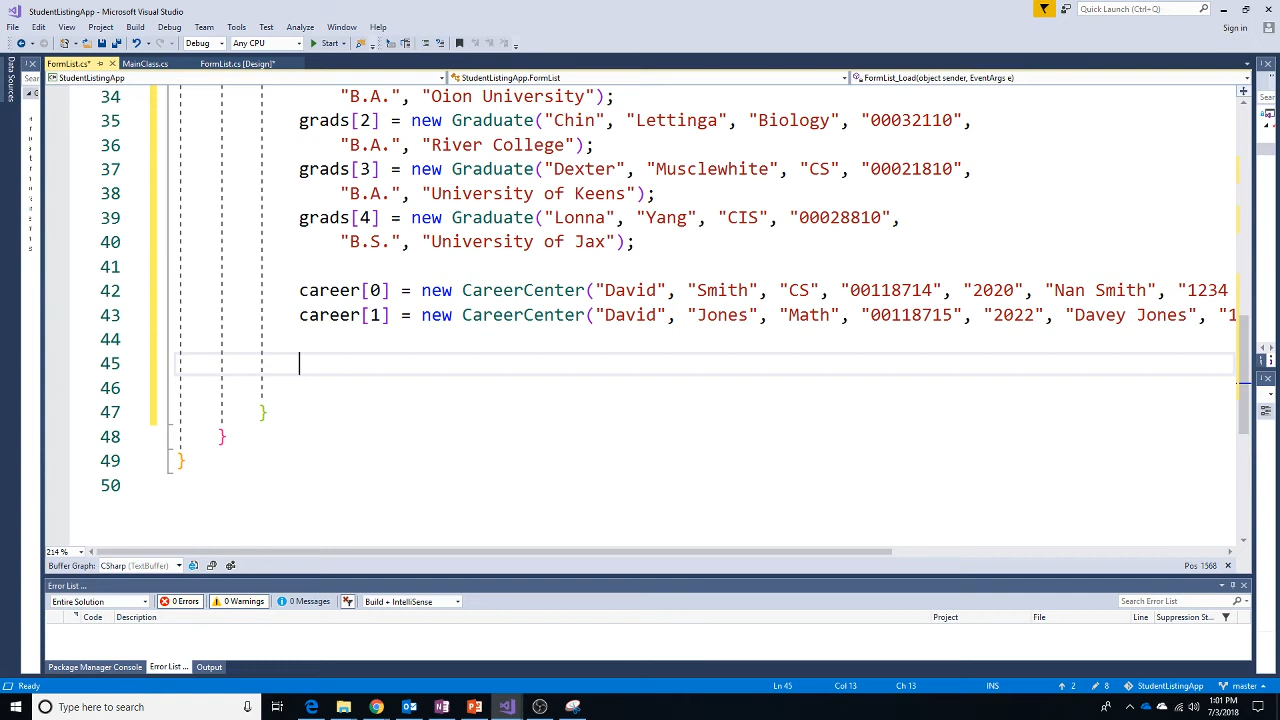 StudentListingApp - Microsoft Visual Studio
Quick Launch (Ctrl+Q)
File Edit View Project Build Debug Team Tools Test Analyze Window Help
Sign in
Debug Any CPU Start
FormList.cs* MainClass.cs FormList.cs [Design]*
StudentListingApp StudentListingApp.FormList FormList_Load(object sender, EventArgs e)
Data Sources
34 "B.A.", "Oion University");
35 grads[2] = new Graduate("Chin", "Lettinga", "Biology", "00032110",
36 "B.A.", "River College");
37 grads[3] = new Graduate("Dexter", "Musclewhite", "CS", "00021810",
38 "B.A.", "University of Keens");
39 grads[4] = new Graduate("Lonna", "Yang", "CIS", "00028810",
40 "B.S.", "University of Jax");
41
42 career[0] = new CareerCenter("David", "Smith", "CS", "00118714", "2020", "Nan Smith", "1234
43 career[1] = new CareerCenter("David", "Jones", "Math", "00118715", "2022", "Davey Jones", "1
44
45
46
47 }
48 }
49 }
50
214 %
Buffer Graph: CSharp (TextBuffer) Pos 1568
Error List ...
Entire Solution 0 Errors 0 Warnings 0 Messages Build + IntelliSense Search Error List
Code Description Project File Line Suppression St...
Package Manager Console Error List ... Output
Ready Ln 45 Col 13 Ch 13 INS 2 8 StudentListingApp master
Type here to search 1:01 PM
7/3/2018